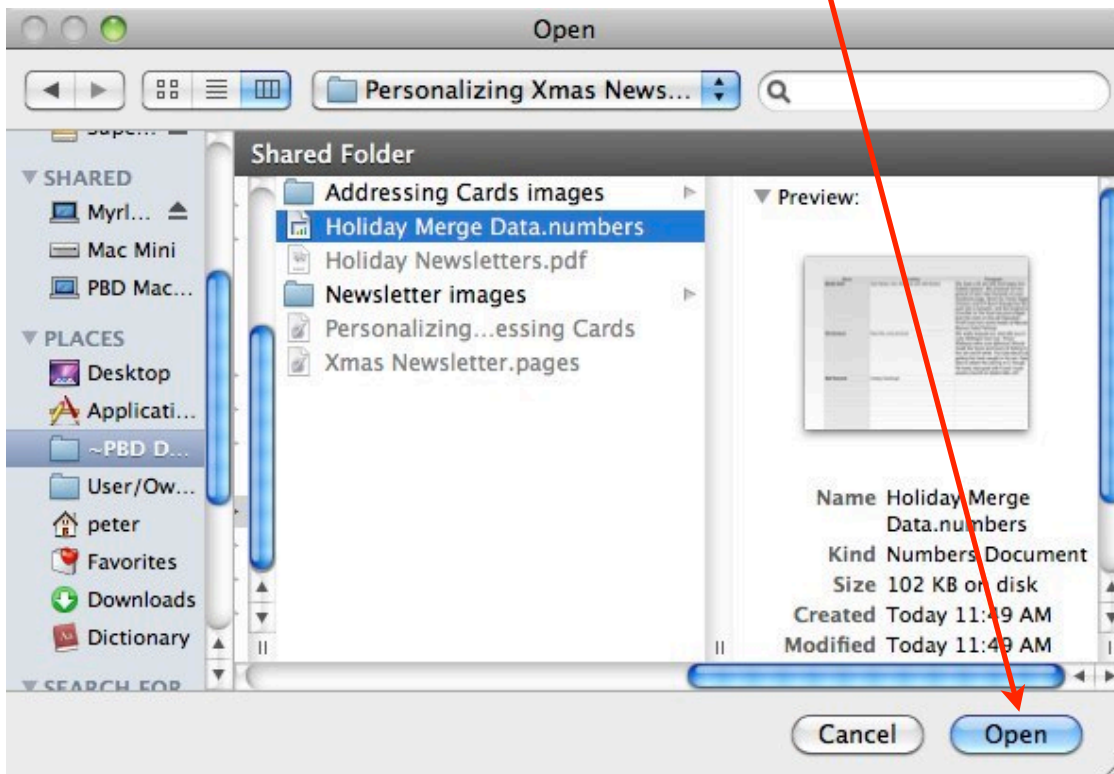 Open
Personalizing Xmas News...
Supe...
SHARED
Myrl...
Mac Mini
PBD Mac...
PLACES
Desktop
Applicati...
~PBD D...
User/Ow...
peter
Favorites
Downloads
Dictionary
SEARCH FOR
Shared Folder
Addressing Cards images
Holiday Merge Data.numbers
Holiday Newsletters.pdf
Newsletter images
Personalizing...essing Cards
Xmas Newsletter.pages
Preview:
Name Holiday Merge
Data.numbers
Kind Numbers Document
Size 102 KB on disk
Created Today 11:49 AM
Modified Today 11:49 AM
Cancel
Open